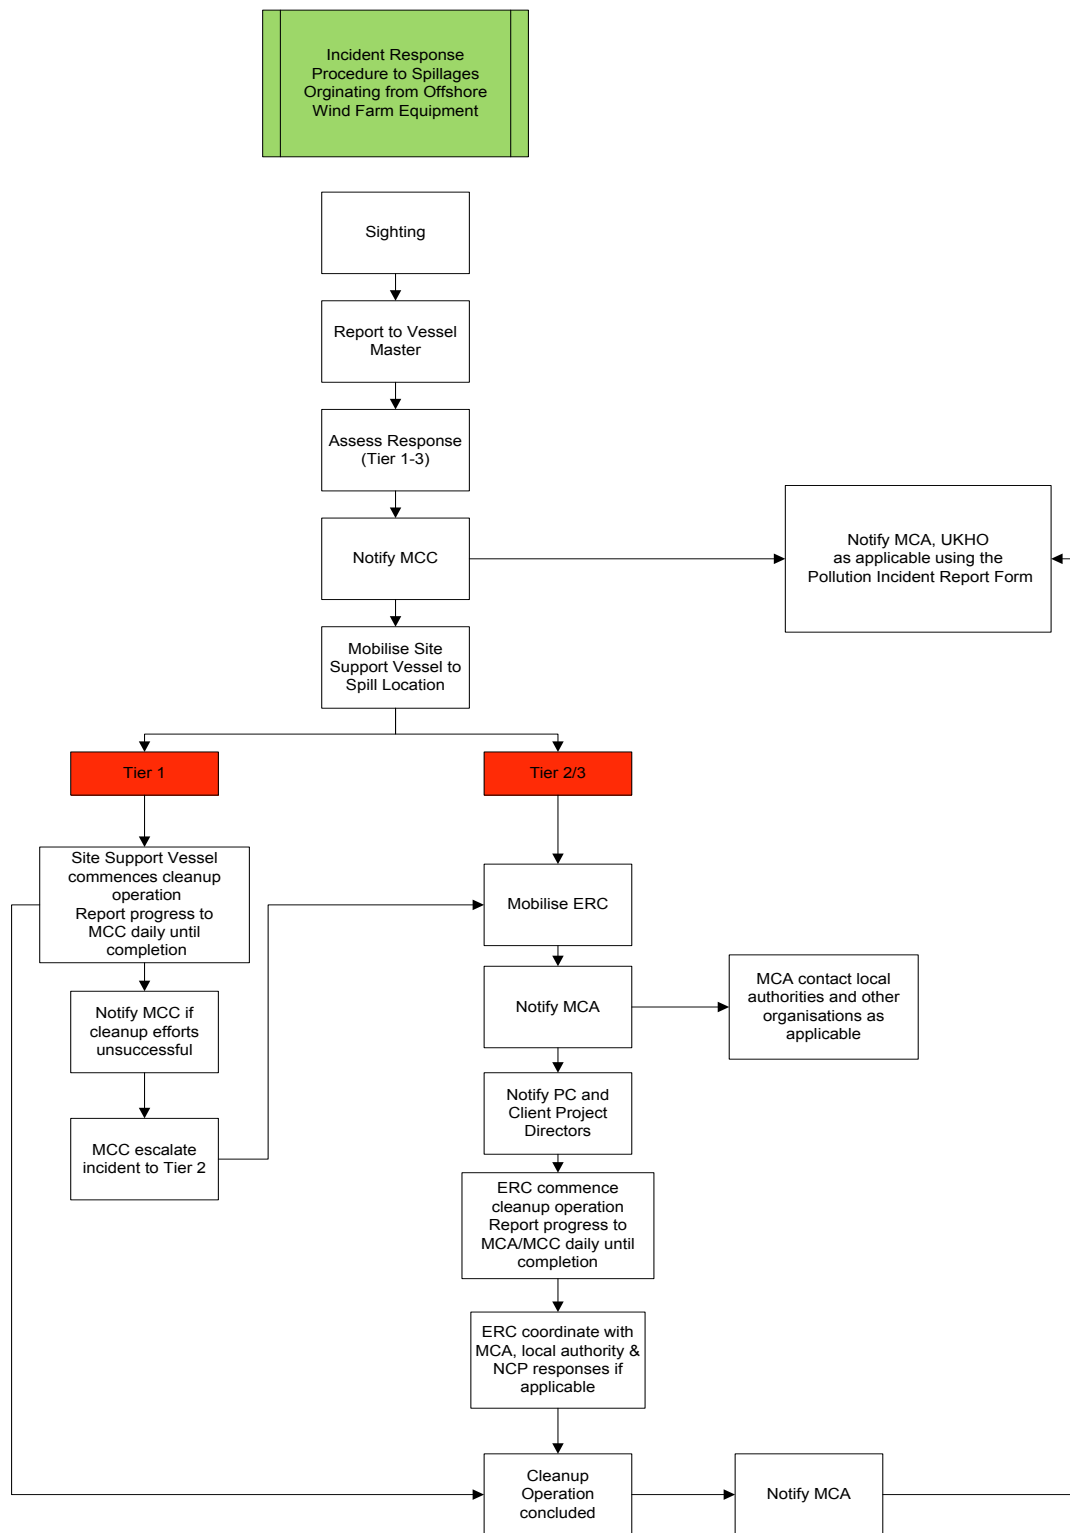 Incident Response
Procedure to Spillages
Orginating from Offshore
Wind Farm Equipment
Sighting
Report to Vessel
Master
Assess Response
(Tier 1-3)
Notify MCC
Notify MCA, UKHO
as applicable using the
Pollution Incident Report Form
Mobilise Site
Support Vessel to
Spill Location
Tier 1
Tier 2/3
Site Support Vessel
commences cleanup
operation
Report progress to
MCC daily until
completion
Mobilise ERC
Notify MCC if
cleanup efforts
unsuccessful
Notify MCA
MCA contact local
authorities and other
organisations as
applicable
MCC escalate
incident to Tier 2
Notify PC and
Client Project
Directors
ERC commence
cleanup operation
Report progress to
MCA/MCC daily until
completion
ERC coordinate with
MCA, local authority &
NCP responses if
applicable
Cleanup
Operation
concluded
Notify MCA